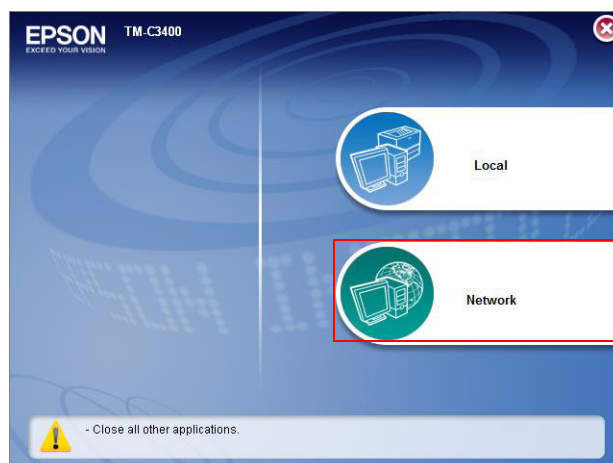 EPSON
EXCEED YOUR VISION
TM-C3400
Local
Network
- Close all other applications.